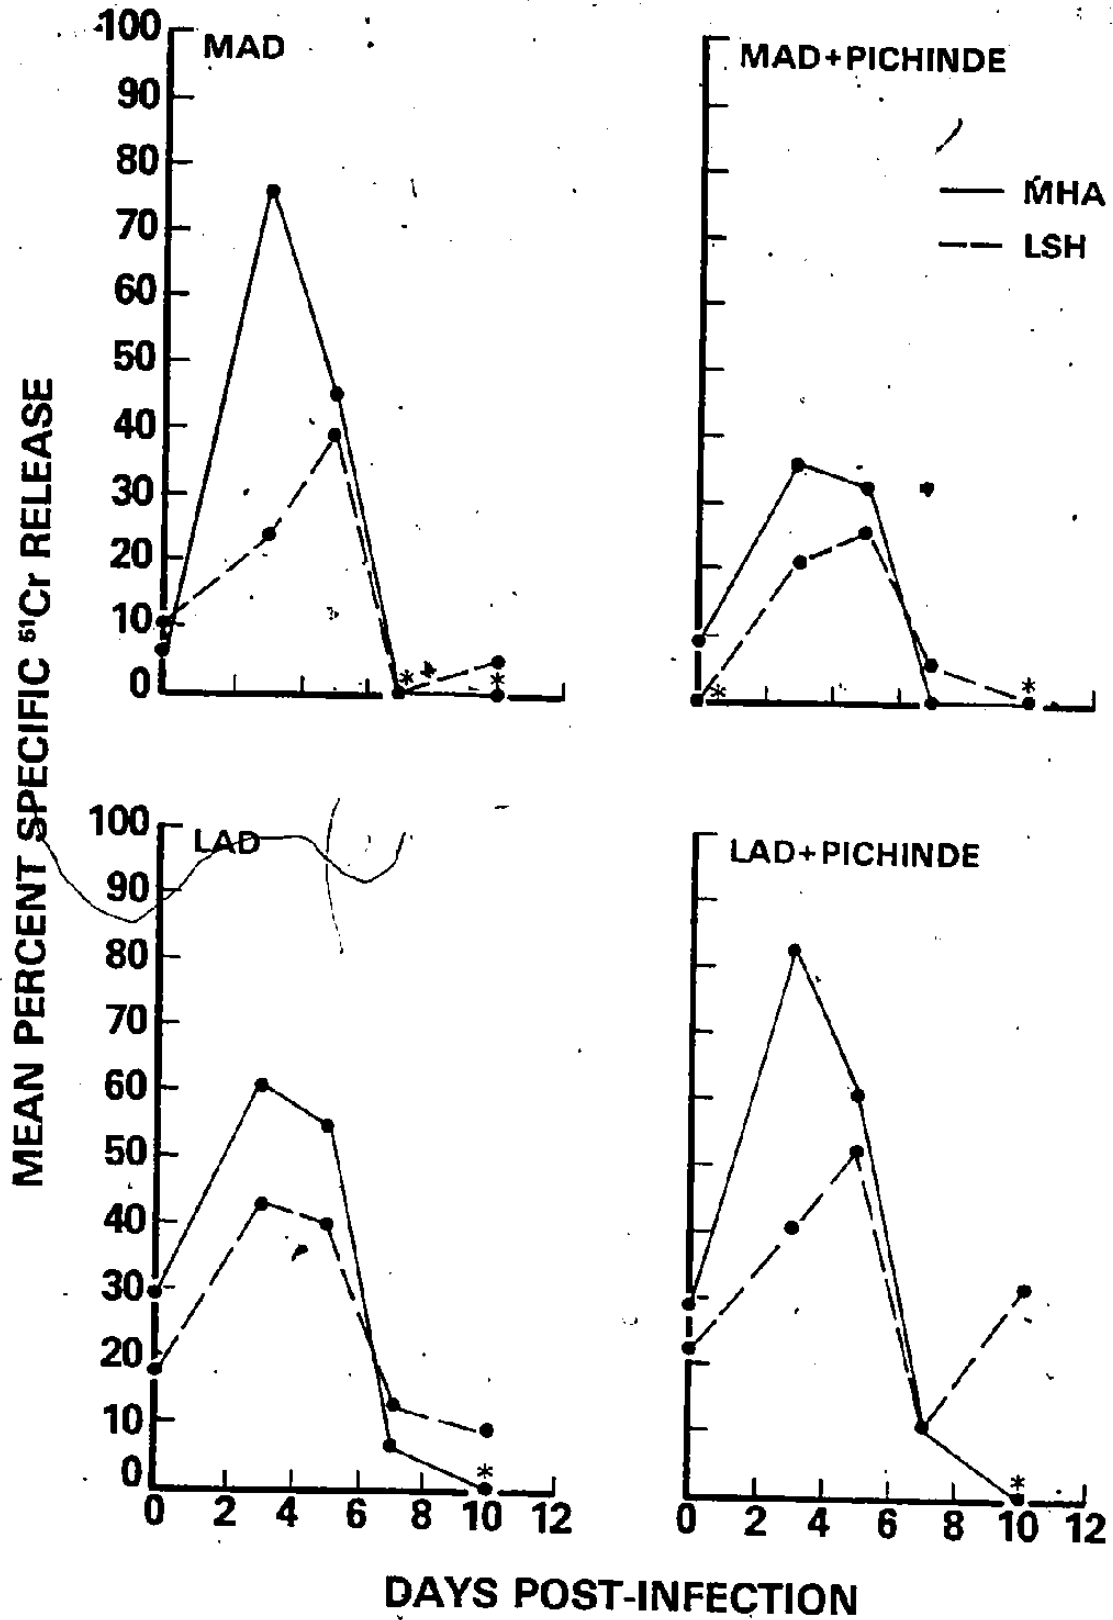 MEAN PERCENT SPECIFIC ⁵¹Cr RELEASE
MAD
100
90
80
70
60
50
40
30
20
10
0
*
*
MAD+PICHINDE
MHA
LSH
*
*
LAD
100
90
80
70
60
50
40
30
20
10
0
*
0 2 4 6 8 10 12
LAD+PICHINDE
*
0 2 4 6 8 10 12
DAYS POST-INFECTION